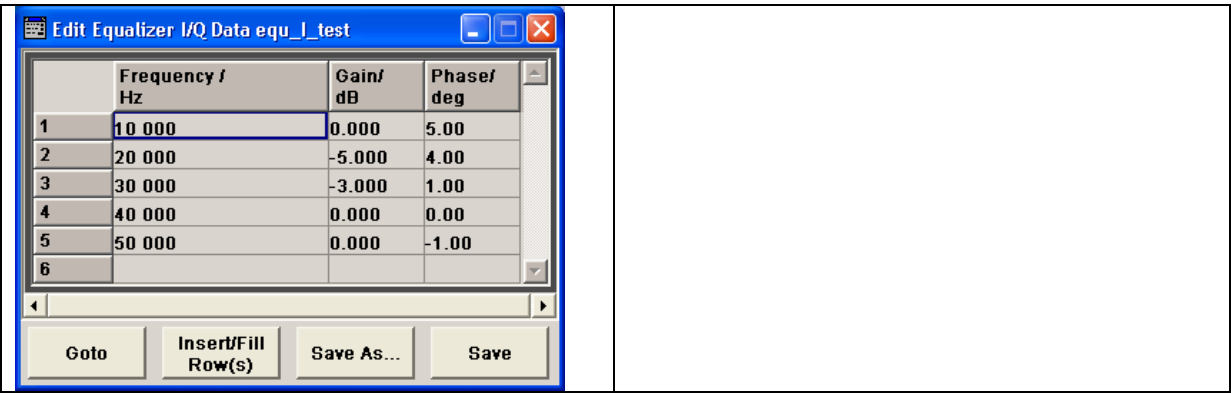 Edit Equalizer I/Q Data equ_I_test
Frequency / Gain/ Phase/
Hz dB deg
1 10 000 0.000 5.00
2 20 000 -5.000 4.00
3 30 000 -3.000 1.00
4 40 000 0.000 0.00
5 50 000 0.000 -1.00
6
Goto Insert/Fill Row(s) Save As... Save